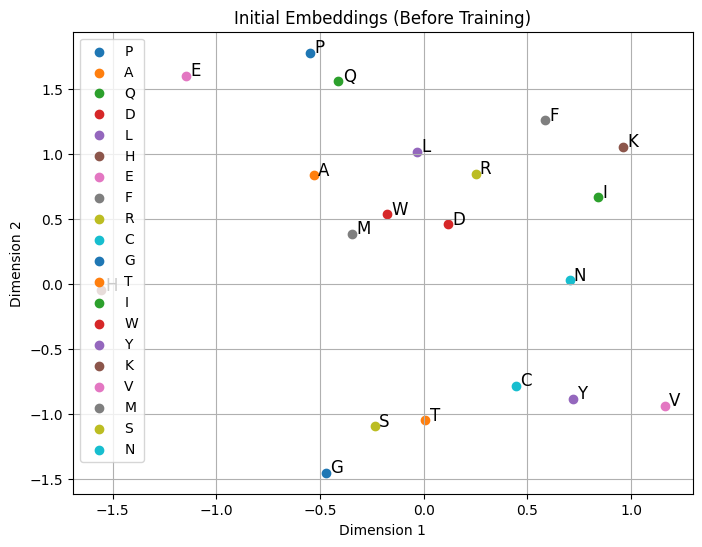 Initial Embeddings (Before Training)
P
A
Q
D
L
H
E
F
R
C
G
T
I
W
Y
K
V
M
S
N
E
P
Q
F
L
K
A
R
I
W
D
M
N
H
C
Y
V
T
S
G
1.5
1.0
0.5
0.0
−0.5
−1.0
−1.5
Dimension 2
−1.5 −1.0 −0.5 0.0 0.5 1.0
Dimension 1